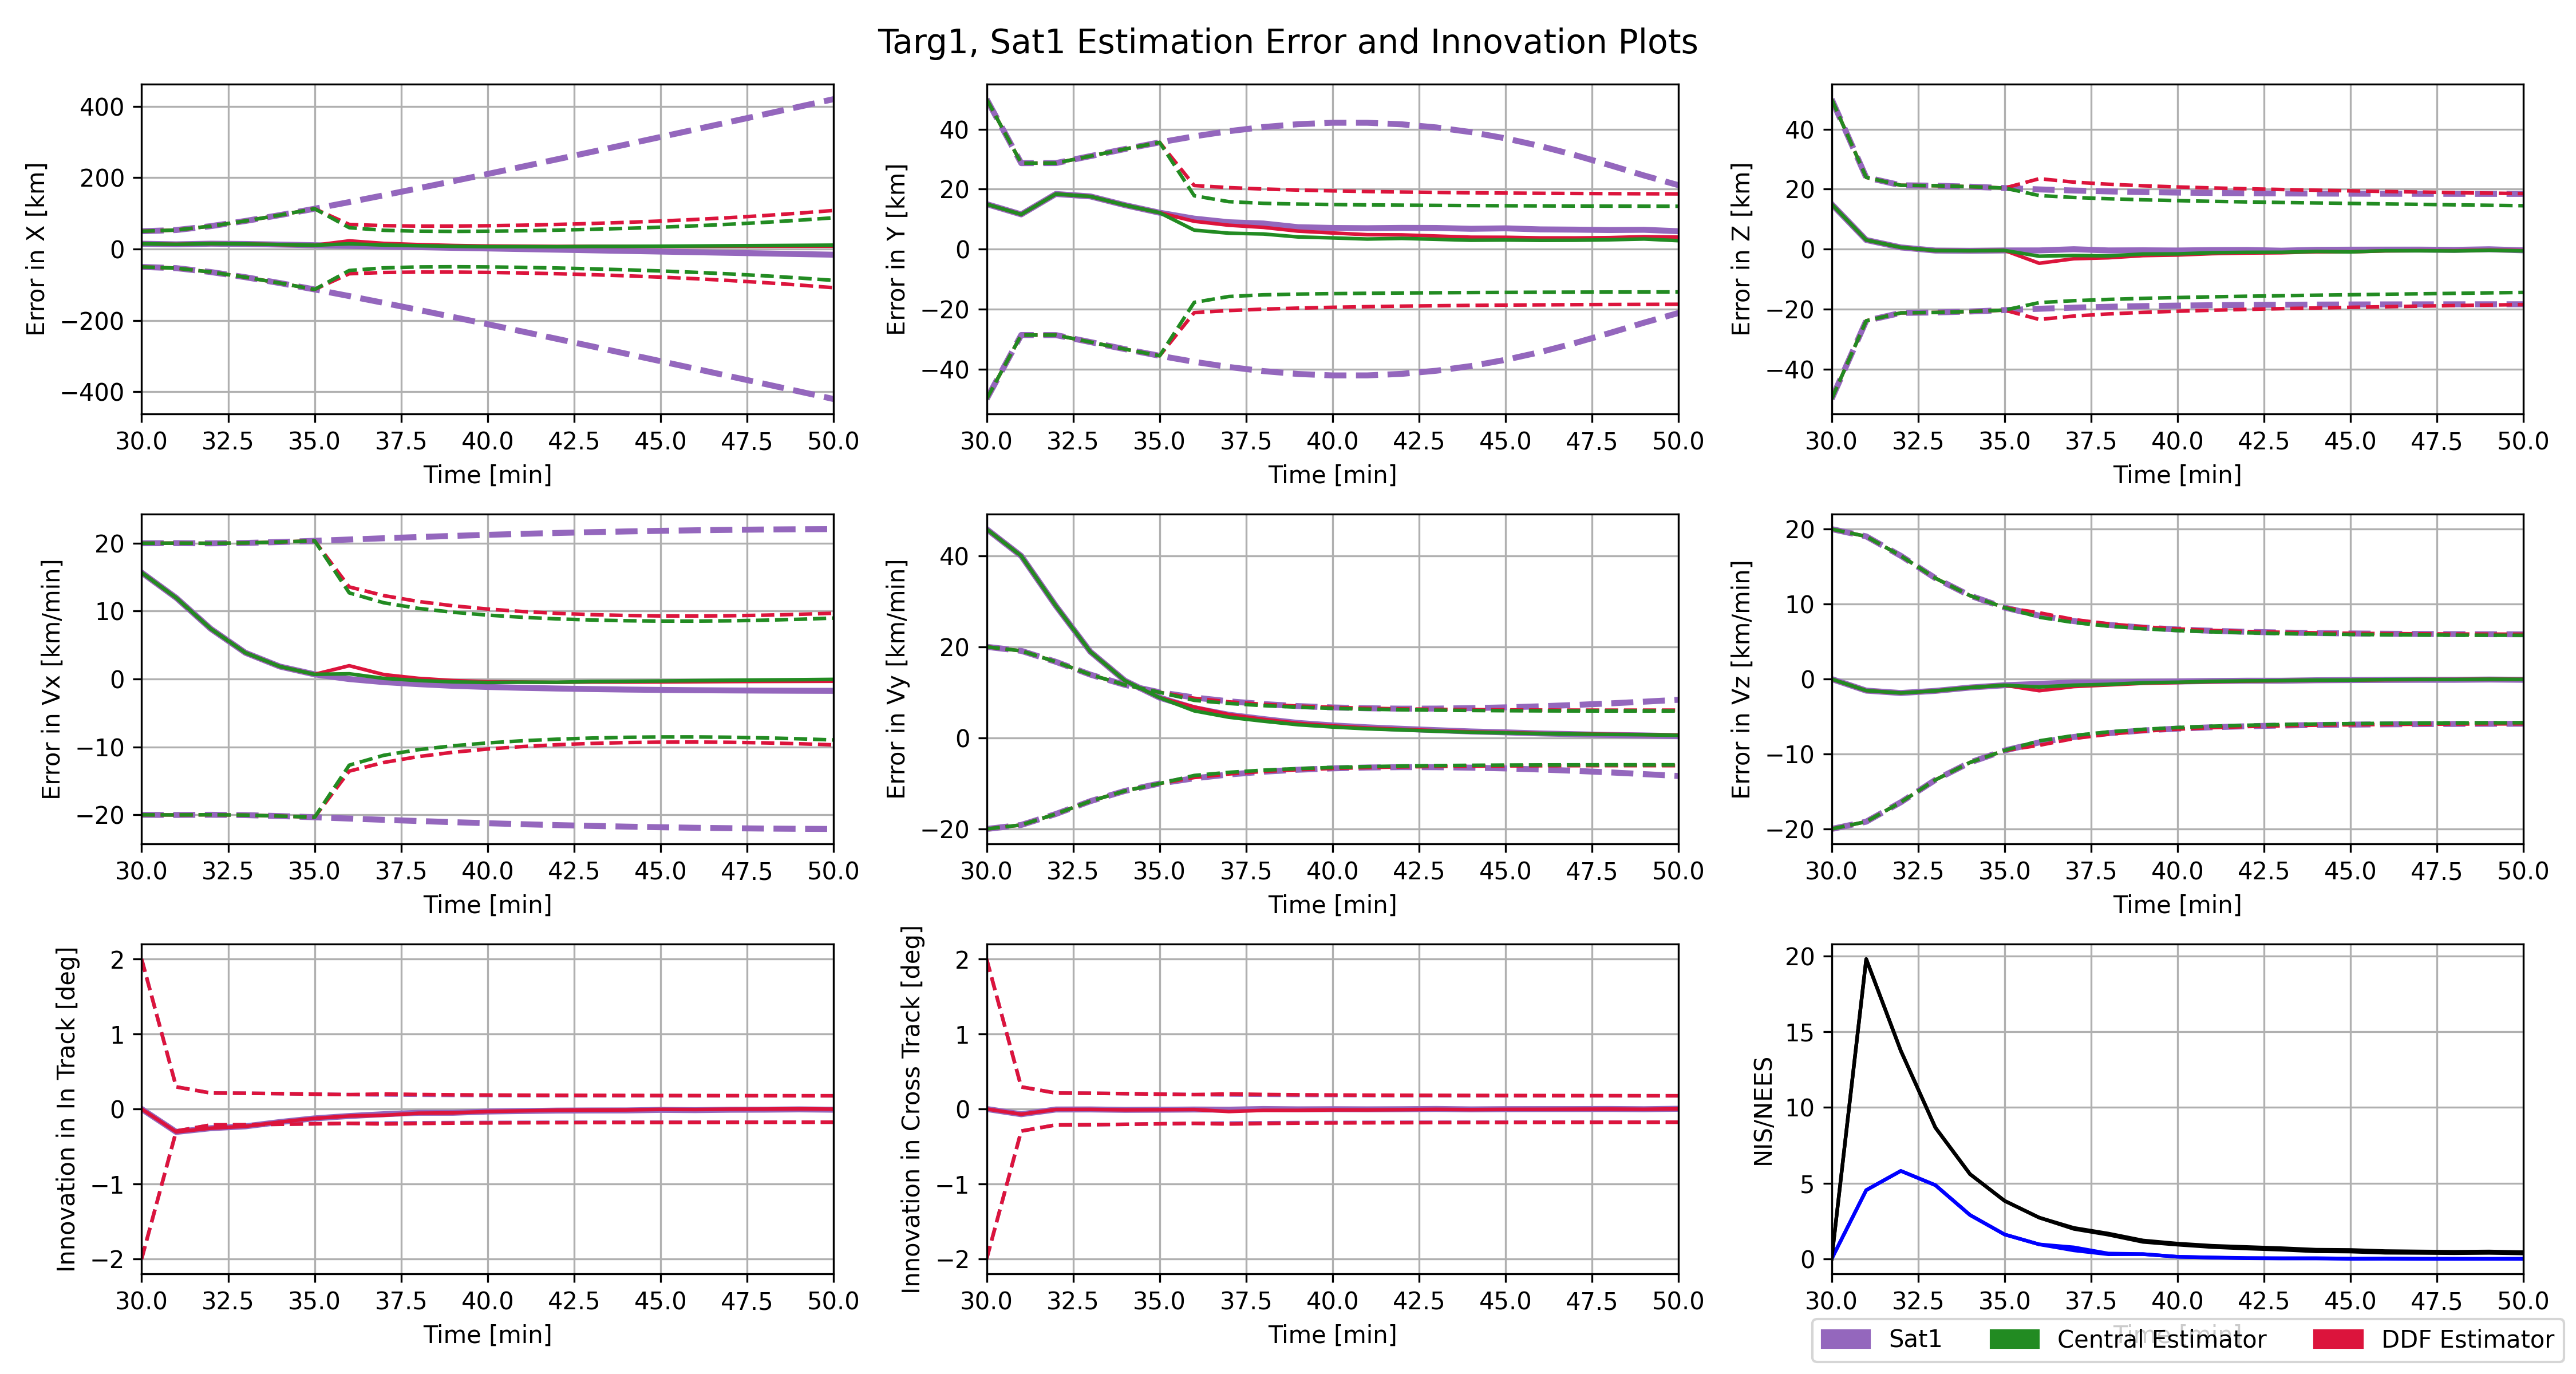 Targ1, Sat1 Estimation Error and Innovation Plots
Error in X [km]
400
200
0
−200
−400
30.0 32.5 35.0 37.5 40.0 42.5 45.0 47.5 50.0
Time [min]
Error in Y [km]
40
20
0
−20
−40
30.0 32.5 35.0 37.5 40.0 42.5 45.0 47.5 50.0
Time [min]
Error in Z [km]
40
20
0
−20
−40
30.0 32.5 35.0 37.5 40.0 42.5 45.0 47.5 50.0
Time [min]
Error in Vx [km/min]
20
10
0
−10
−20
30.0 32.5 35.0 37.5 40.0 42.5 45.0 47.5 50.0
Time [min]
Error in Vy [km/min]
40
20
0
−20
30.0 32.5 35.0 37.5 40.0 42.5 45.0 47.5 50.0
Time [min]
Error in Vz [km/min]
20
10
0
−10
−20
30.0 32.5 35.0 37.5 40.0 42.5 45.0 47.5 50.0
Time [min]
Innovation in In Track [deg]
2
1
0
−1
−2
30.0 32.5 35.0 37.5 40.0 42.5 45.0 47.5 50.0
Time [min]
Innovation in Cross Track [deg]
2
1
0
−1
−2
30.0 32.5 35.0 37.5 40.0 42.5 45.0 47.5 50.0
Time [min]
NIS/NEES
20
15
10
5
0
30.0 32.5 35.0 37.5 40.0 42.5 45.0 47.5 50.0
Time [min]
Sat1 Central Estimator DDF Estimator